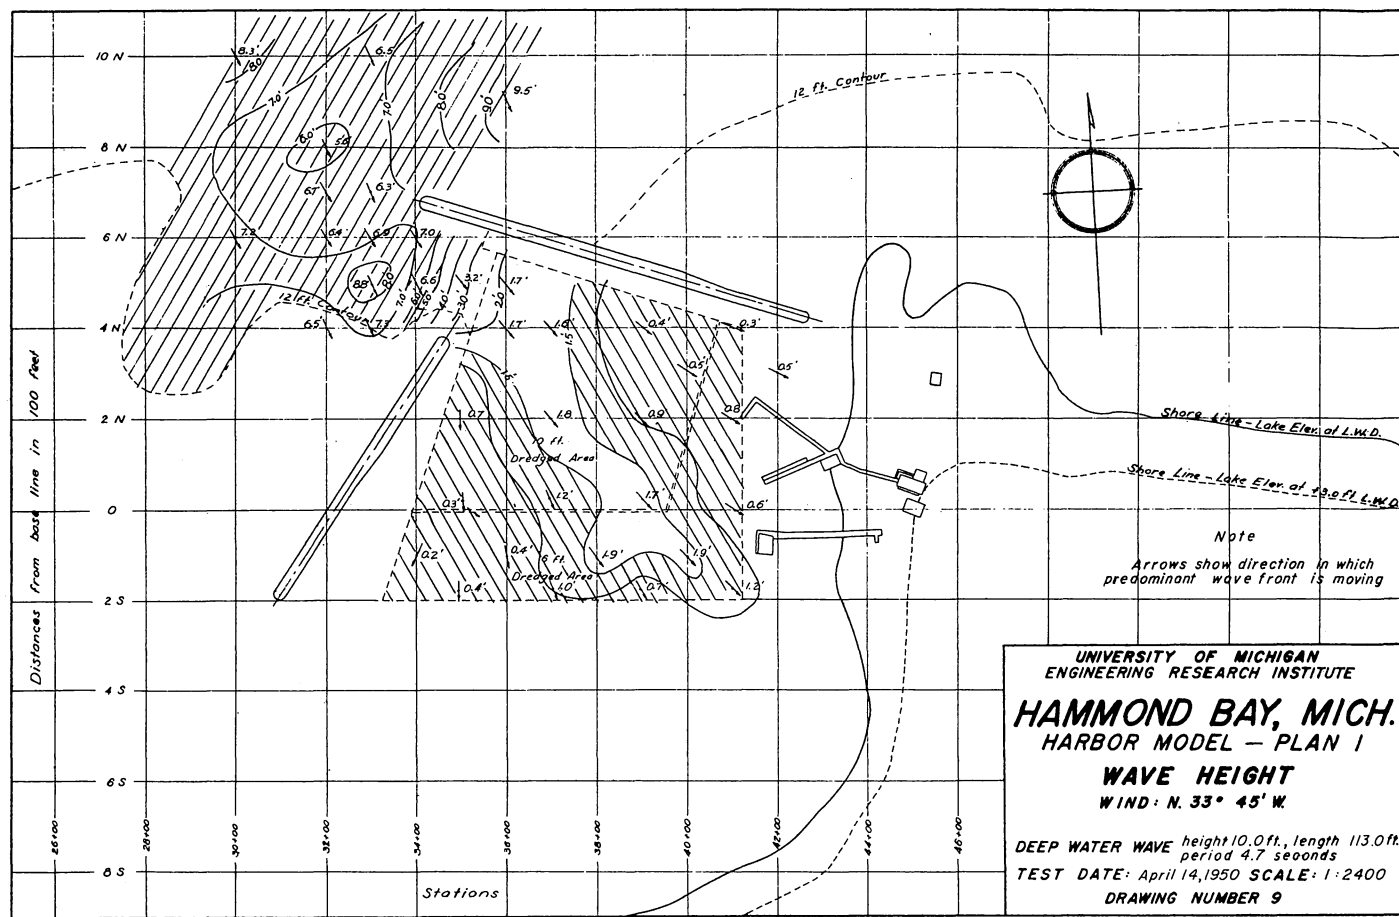 10 N
8 N
6 N
4 N
2 N
0
2 S
4 S
6 S
8 S
Distances from base line in 100 feet
26+00
28+00
30+00
32+00
34+00
36+00
38+00
40+00
42+00
44+00
46+00
Stations
8.3'
8.0'
6.5'
7.0'
7.0'
8.0'
9.0'
9.5'
6.0'
5.6'
6.7'
6.3'
7.2'
6.4'
6.9'
7.0'
8.8'
8.0'
7.0'
6.0'
5.0'
6.6'
4.0'
3.0'
3.2'
2.0'
1.7'
12 ft. Contour
12 ft. Contour
6.5'
7.3'
1.7'
1.6'
1.5'
0.4'
0.3'
1.5'
0.5'
0.5'
0.7'
1.8'
0.9'
0.8'
10 ft.
Dredged Area
0.3'
1.2'
1.7'
0.6'
0.2'
0.4'
6 ft.
Dredged Area
1.9'
1.9'
0.4'
1.0'
0.7'
1.2'
Shore Line - Lake Elev. at L.W.D.
Shore Line - Lake Elev. at +3.0 ft. L.W.D.
Note
Arrows show direction in which
predominant wave front is moving
UNIVERSITY OF MICHIGAN
ENGINEERING RESEARCH INSTITUTE
HAMMOND BAY, MICH.
HARBOR MODEL — PLAN I
WAVE HEIGHT
WIND: N. 33° 45' W.
DEEP WATER WAVE height 10.0 ft., length 113.0 ft.
period 4.7 seconds
TEST DATE: April 14, 1950 SCALE: 1:2400
DRAWING NUMBER 9